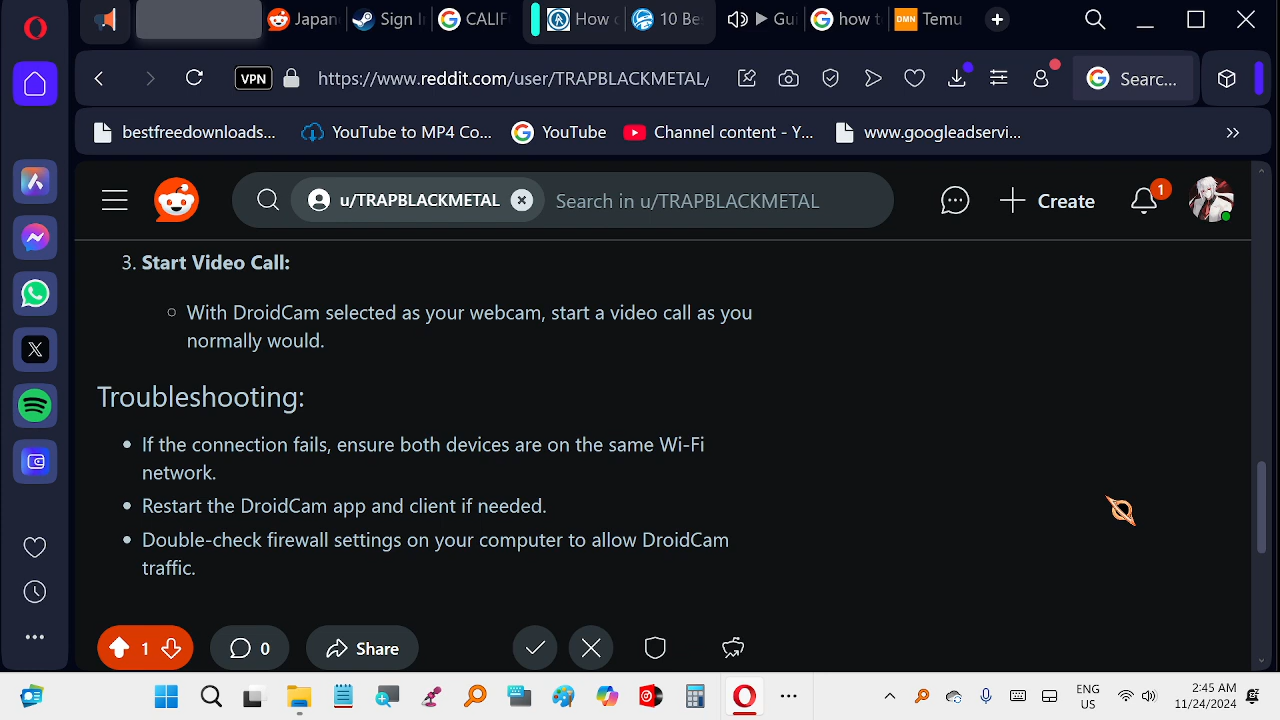 Japan
Sign I
CALIF
How
10 Be
Gui
how t
DMN Temu
VPN https://www.reddit.com/user/TRAPBLACKMETAL/ Searc...
bestfreedownloads... YouTube to MP4 Co... YouTube Channel content - Y... www.googleadservi...
u/TRAPBLACKMETAL Search in u/TRAPBLACKMETAL Create 1
3. Start Video Call:
With DroidCam selected as your webcam, start a video call as you
normally would.
Troubleshooting:
If the connection fails, ensure both devices are on the same Wi-Fi
network.
Restart the DroidCam app and client if needed.
Double-check firewall settings on your computer to allow DroidCam
traffic.
1 0 Share
ENG 2:45 AM
US 11/24/2024